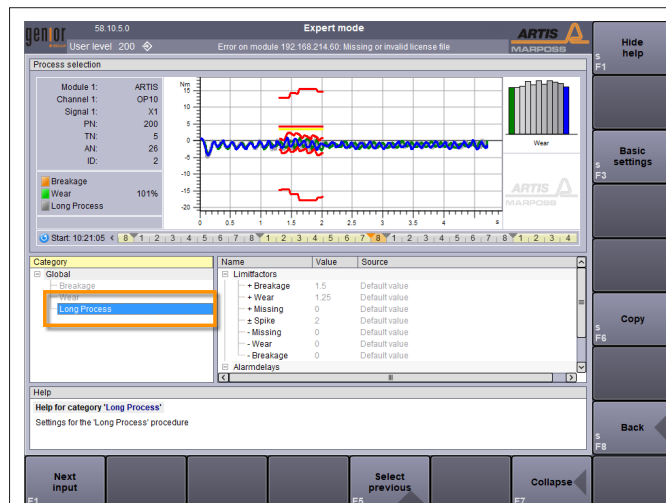 genior
58.10.5.0
Expert mode
ARTIS
MARPOSS
User level 200
Error on module 192.168.214.60: Missing or invalid license file
Process selection
Module 1: ARTIS
Channel 1: OP10
Signal 1: X1
PN: 200
TN: 5
AN: 26
ID: 2
Breakage
Wear 101%
Long Process
Nm
15
10
5
0
-5
-10
-15
-20
0 0.5 1 1.5 2 2.5 3 3.5 4 4.5 s
Wear
ARTIS
MARPOSS
Start: 10:21:05 8 1 2 3 4 5 6 7 8 1 2 3 4 5 6 7 8 1 2 3 4 5 6 7 8 1 2 3 4
Category
Global
Breakage
Wear
Long Process
Name Value Source
Limitfactors
+ Breakage 1.5 Default value
+ Wear 1.25 Default value
+ Missing 0 Default value
± Spike 2 Default value
- Missing 0 Default value
- Wear 0 Default value
- Breakage 0 Default value
Alarmdelays
Help
Help for category 'Long Process'
Settings for the 'Long Process' procedure
Hide
help
S
F1
Basic
settings
S
F3
Copy
S
F6
Back
S
F8
Next
input
F1
Select
previous
F5
Collapse
F7